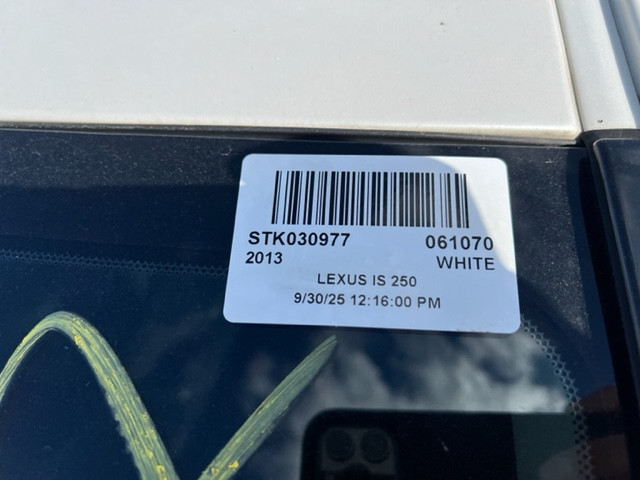 STK030977 061070
2013 WHITE
LEXUS IS 250
9/30/25 12:16:00 PM